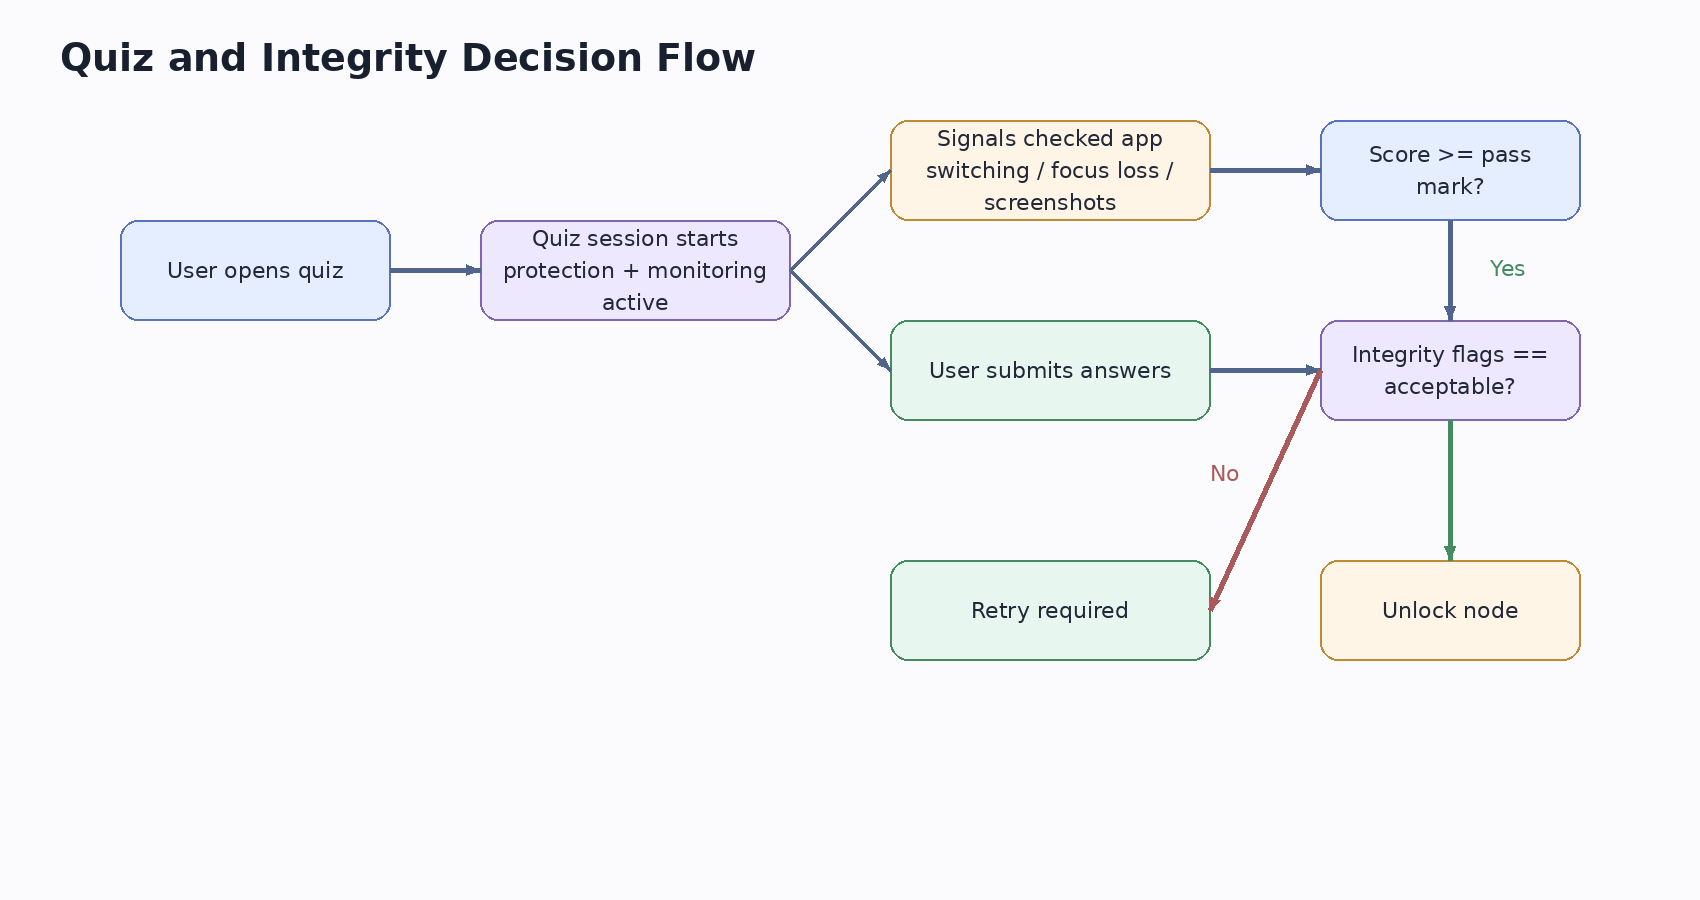 Quiz and Integrity Decision Flow
User opens quiz
Quiz session starts
protection + monitoring
active
Signals checked app
switching / focus loss /
screenshots
Score >= pass
mark?
Yes
User submits answers
Integrity flags ==
acceptable?
No
Retry required
Unlock node